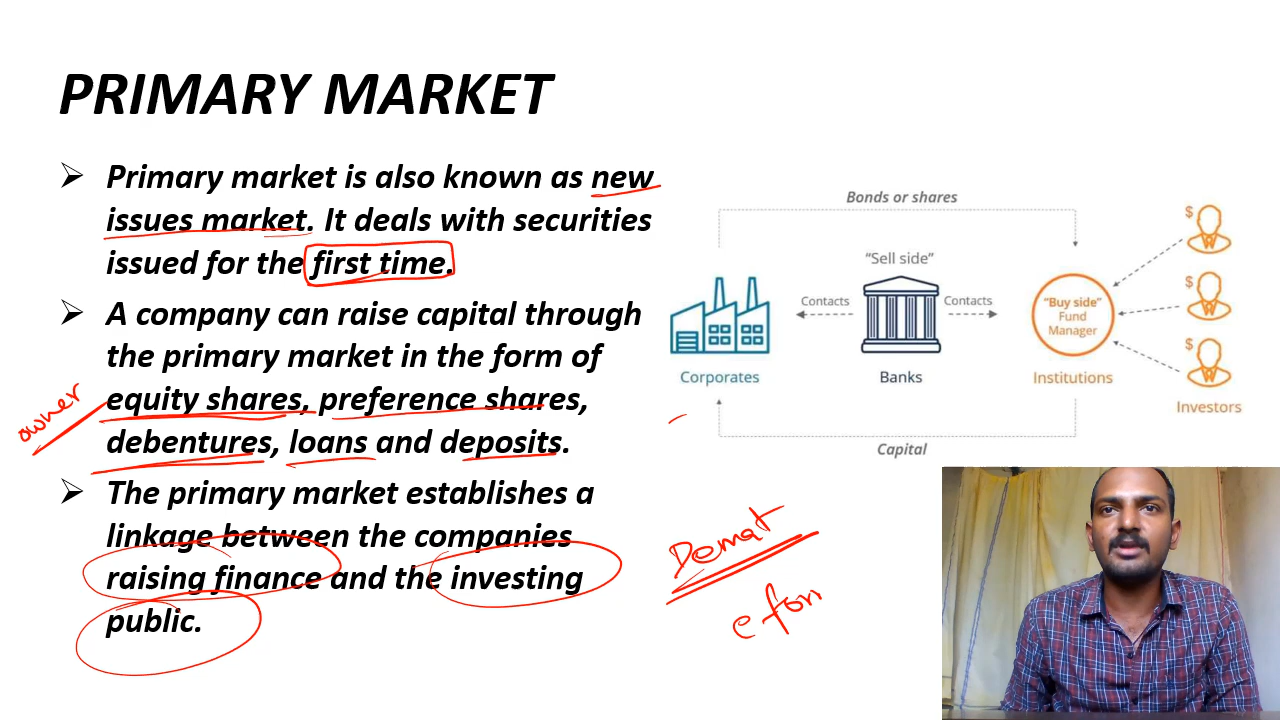 PRIMARY MARKET
➢ Primary market is also known as new
issues market. It deals with securities
issued for the first time.
➢ A company can raise capital through
the primary market in the form of
equity shares, preference shares,
debentures, loans and deposits.
➢ The primary market establishes a
linkage between the companies
raising finance and the investing
public.
owner
Bonds or shares
"Sell side"
Contacts
Contacts
"Buy side"
Fund
Manager
$
$
$
Corporates
Banks
Institutions
Investors
Capital
Demat
e for